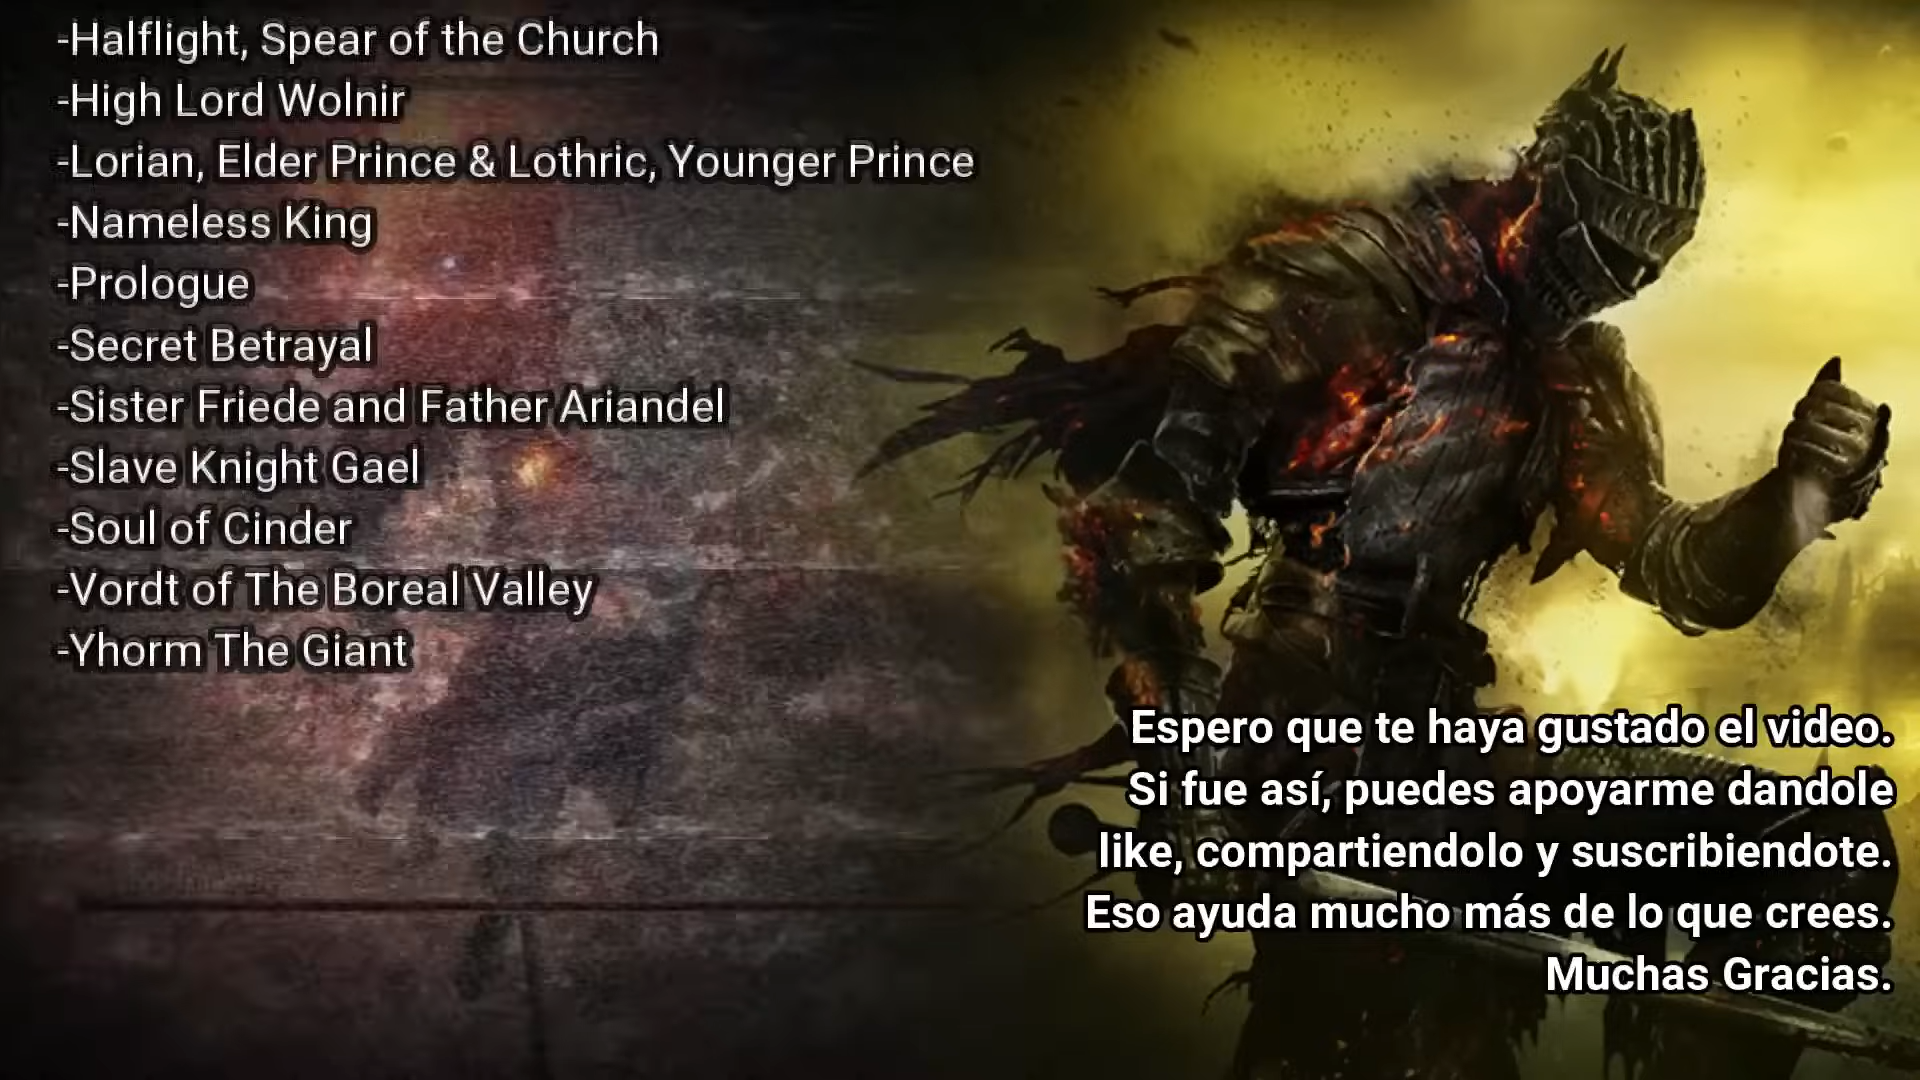 -Halflight, Spear of the Church
-High Lord Wolnir
-Lorian, Elder Prince & Lothric, Younger Prince
-Nameless King
-Prologue
-Secret Betrayal
-Sister Friede and Father Ariandel
-Slave Knight Gael
-Soul of Cinder
-Vordt of The Boreal Valley
-Yhorm The Giant
Espero que te haya gustado el video.
Si fue así, puedes apoyarme dandole
like, compartiendolo y suscribiendote.
Eso ayuda mucho más de lo que crees.
Muchas Gracias.